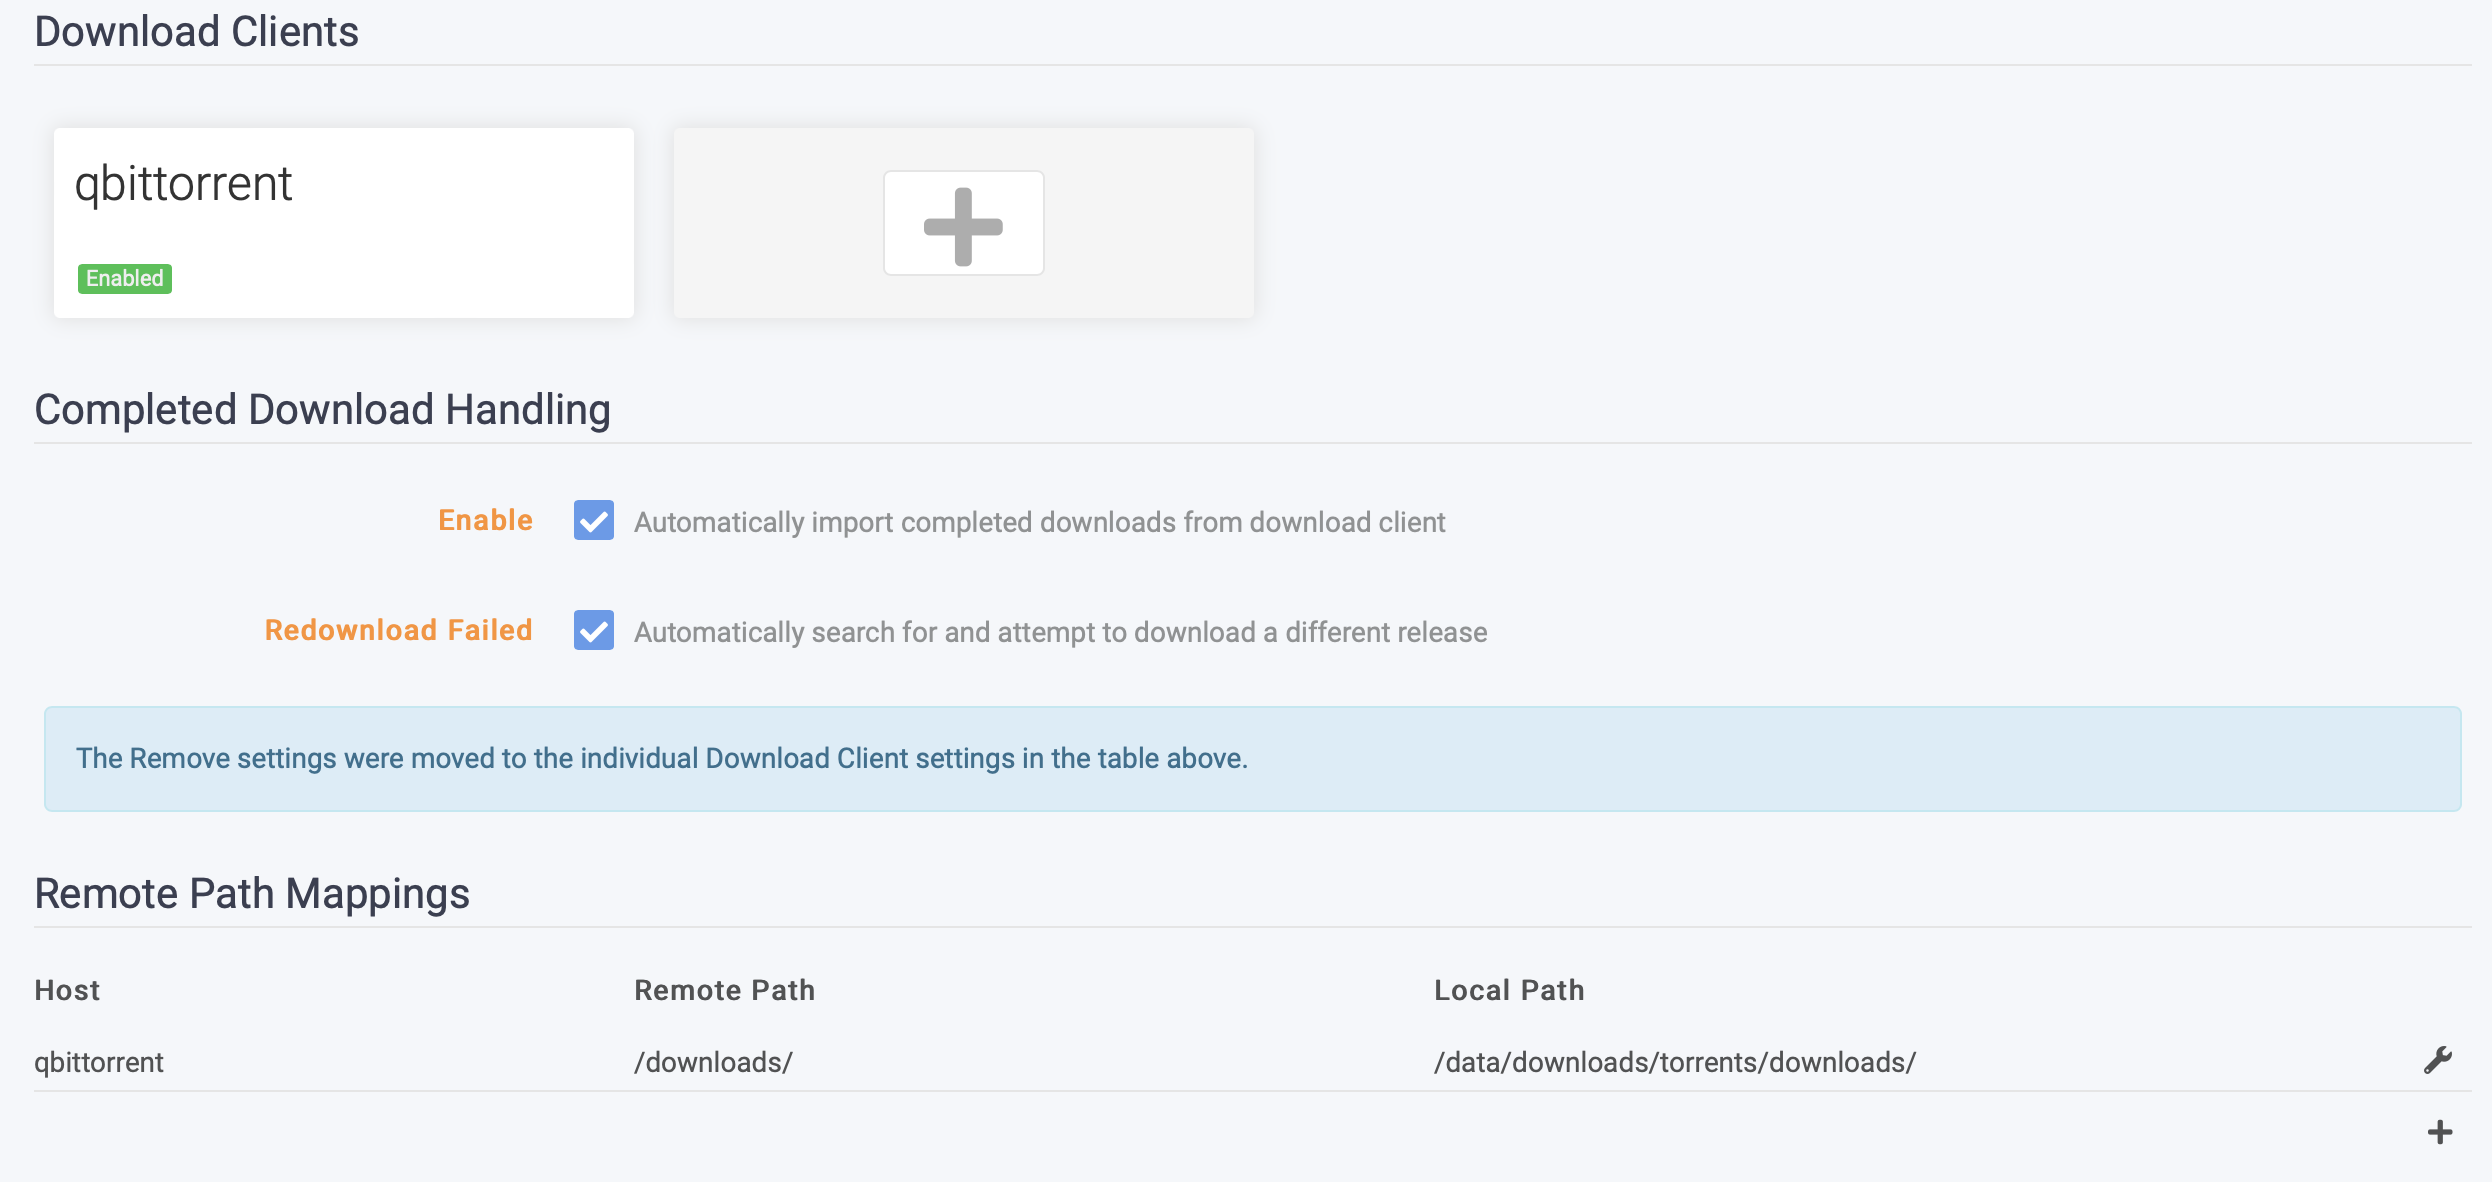 Download Clients
qbittorrent
Enabled
Completed Download Handling
Enable Automatically import completed downloads from download client
Redownload Failed Automatically search for and attempt to download a different release
The Remove settings were moved to the individual Download Client settings in the table above.
Remote Path Mappings
Host Remote Path Local Path
qbittorrent /downloads/ /data/downloads/torrents/downloads/